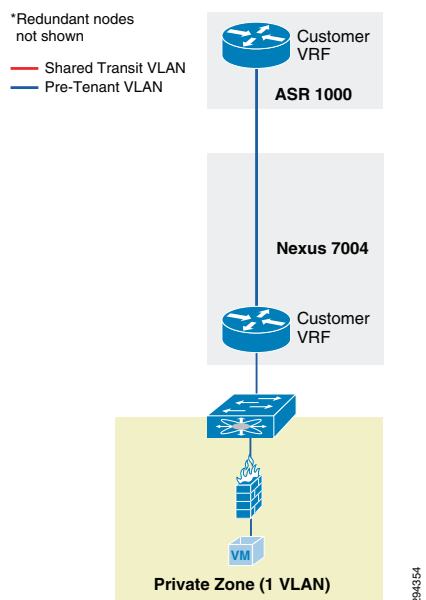 *Redundant nodes
not shown
Shared Transit VLAN
Pre-Tenant VLAN
Customer
VRF
ASR 1000
Nexus 7004
Customer
VRF
VM
Private Zone (1 VLAN)
294354